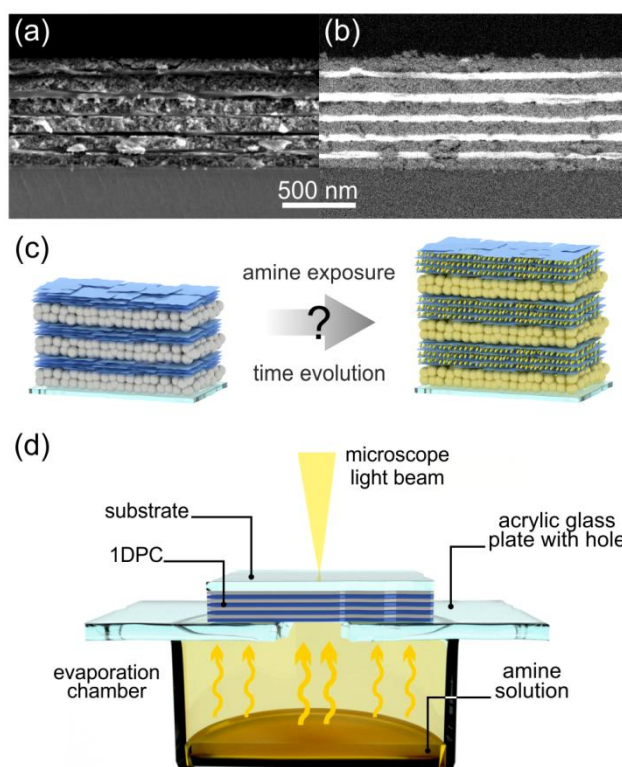 (a)
(b)
500 nm
(c)
amine exposure
?
time evolution
(d)
microscope
light beam
substrate
1DPC
acrylic glass
plate with hole
evaporation
chamber
amine
solution